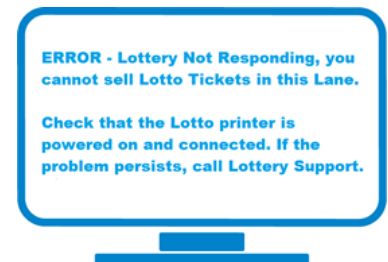 ERROR - Lottery Not Responding, you
cannot sell Lotto Tickets in this Lane.
Check that the Lotto printer is
powered on and connected. If the
problem persists, call Lottery Support.